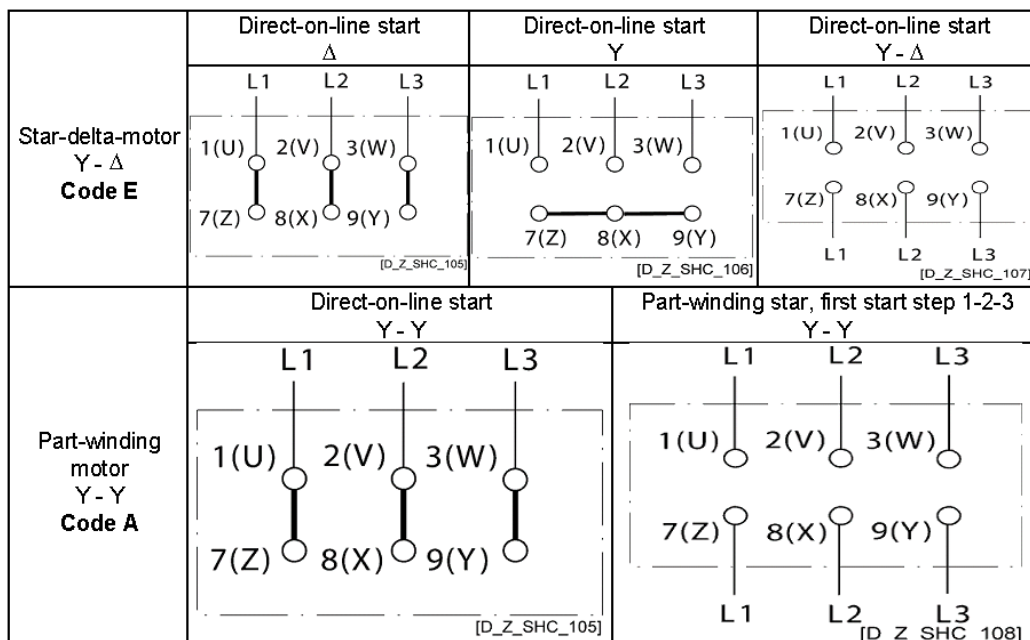 Direct-on-line start
Δ
Direct-on-line start
Y
Direct-on-line start
Y - Δ
Star-delta-motor
Y - Δ
Code E
L1 L2 L3
1(U) 2(V) 3(W)
7(Z) 8(X) 9(Y)
[D_Z_SHC_105]
L1 L2 L3
1(U) 2(V) 3(W)
7(Z) 8(X) 9(Y)
[D_Z_SHC_106]
L1 L2 L3
1(U) 2(V) 3(W)
7(Z) 8(X) 9(Y)
L1 L2 L3
[D_Z_SHC_107]
Direct-on-line start
Y - Y
Part-winding star, first start step 1-2-3
Y - Y
Part-winding
motor
Y - Y
Code A
L1 L2 L3
1(U) 2(V) 3(W)
7(Z) 8(X) 9(Y)
[D_Z_SHC_105]
L1 L2 L3
1(U) 2(V) 3(W)
7(Z) 8(X) 9(Y)
L1 L2 L3
[D_Z_SHC_108]